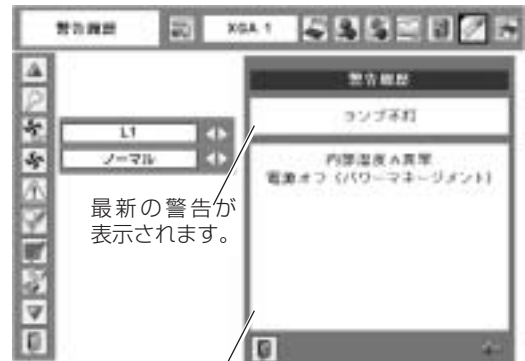 警告履歴
XGA 1
警告履歴
ランプ不灯
L1
ノーマル
内部温度A異常
電源オフ（パワーマネージメント）
最新の警告が
表示されます。